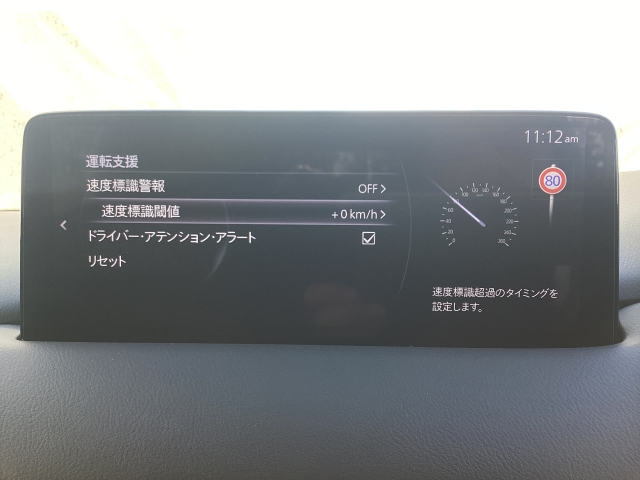 11:12am
運転支援
速度標識警報 OFF
速度標識閾値 +0km/h
ドライバー・アテンション・アラート
リセット
80
速度標識超過のタイミングを
設定します。